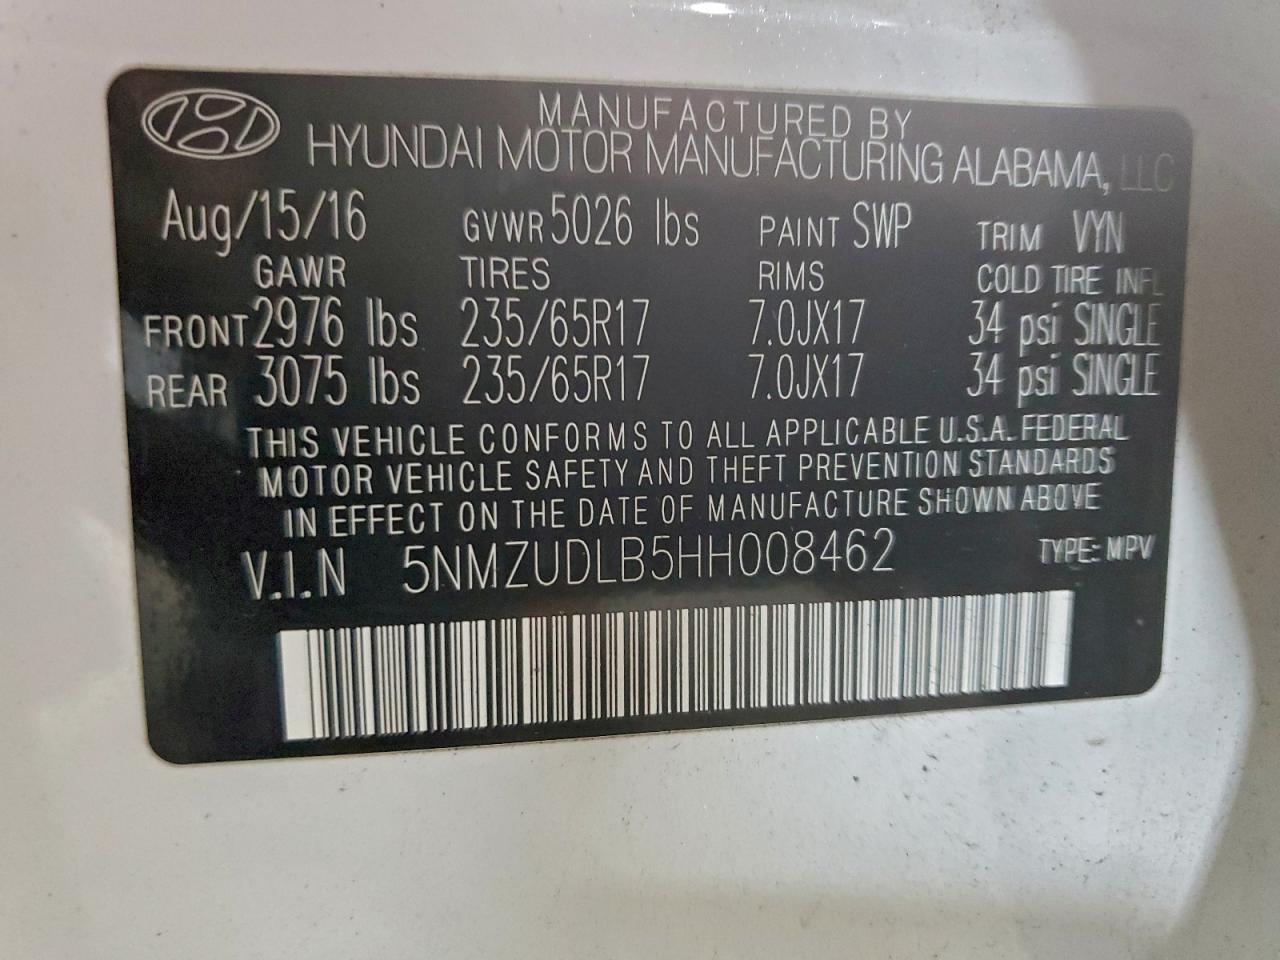 MANUFACTURED BY
HYUNDAI MOTOR MANUFACTURING ALABAMA, LLC
Aug/15/16 GVWR 5026 lbs PAINT SWP TRIM VYN
GAWR TIRES RIMS COLD TIRE INFL
FRONT 2976 lbs 235/65R17 7.0JX17 34 psi SINGLE
REAR 3075 lbs 235/65R17 7.0JX17 34 psi SINGLE
THIS VEHICLE CONFORMS TO ALL APPLICABLE U.S.A. FEDERAL
MOTOR VEHICLE SAFETY AND THEFT PREVENTION STANDARDS
IN EFFECT ON THE DATE OF MANUFACTURE SHOWN ABOVE
V.I.N 5NMZUDLB5HH008462 TYPE: MPV